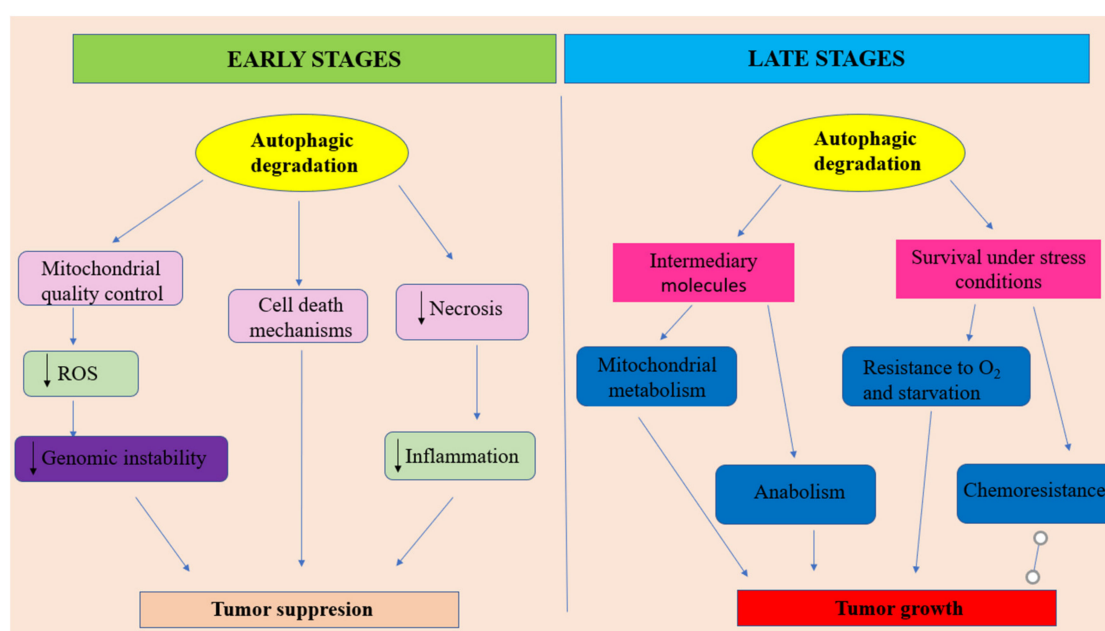 EARLY STAGES
Autophagic
degradation
Mitochondrial
quality control
Cell death
mechanisms
↓ Necrosis
↓ ROS
↓ Genomic instability
↓ Inflammation
Tumor suppresion
LATE STAGES
Autophagic
degradation
Intermediary
molecules
Survival under stress
conditions
Mitochondrial
metabolism
Resistance to O₂
and starvation
Anabolism
Chemoresistance
Tumor growth